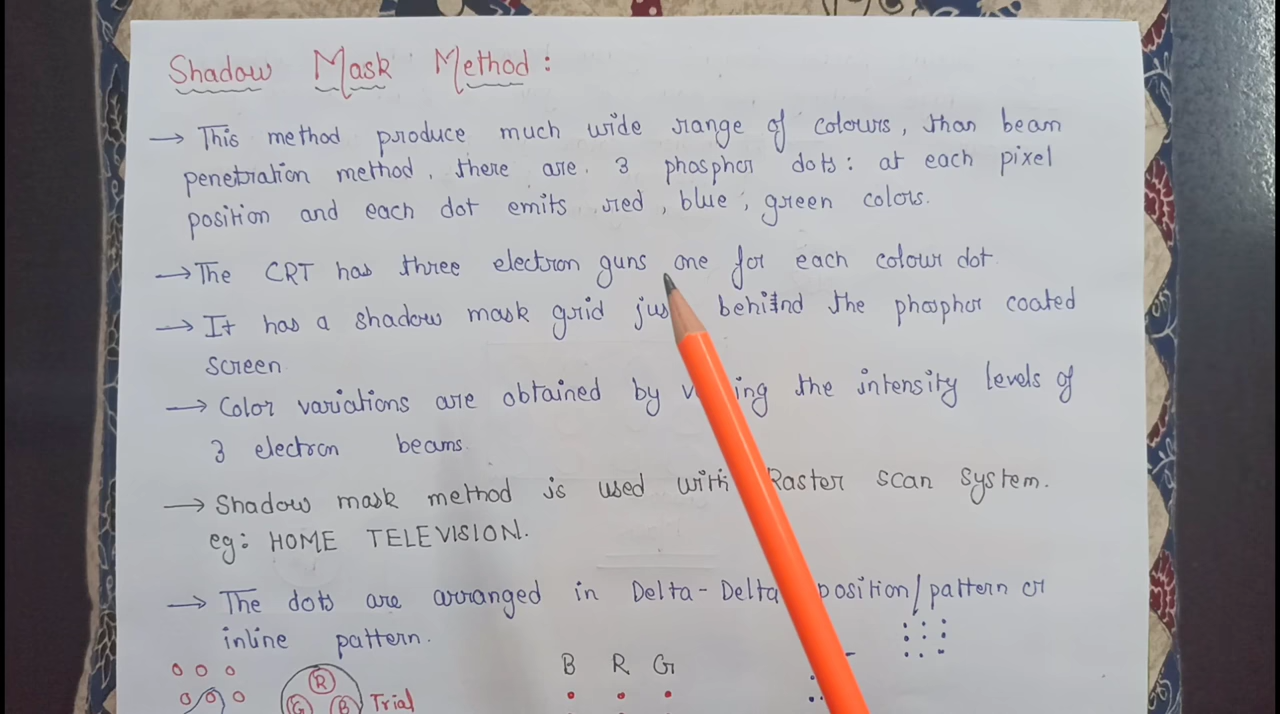 Shadow Mask Method :
→ This method produce much wide range of colours, than beam
penetration method, there are 3 phosphor dots: at each pixel
position and each dot emits red, blue, green colors.
→ The CRT has three electron guns one for each colour dot
→ It has a shadow mask grid behind the phosphor coated
screen
→ Color variations are obtained by the intensity levels of
3 electron beams.
→ Shadow mask method is used with Raster scan system.
eg: HOME TELEVISION.
→ The dots are arranged in Delta-Delta position/pattern or
inline pattern.
B R G
R
G B Trial